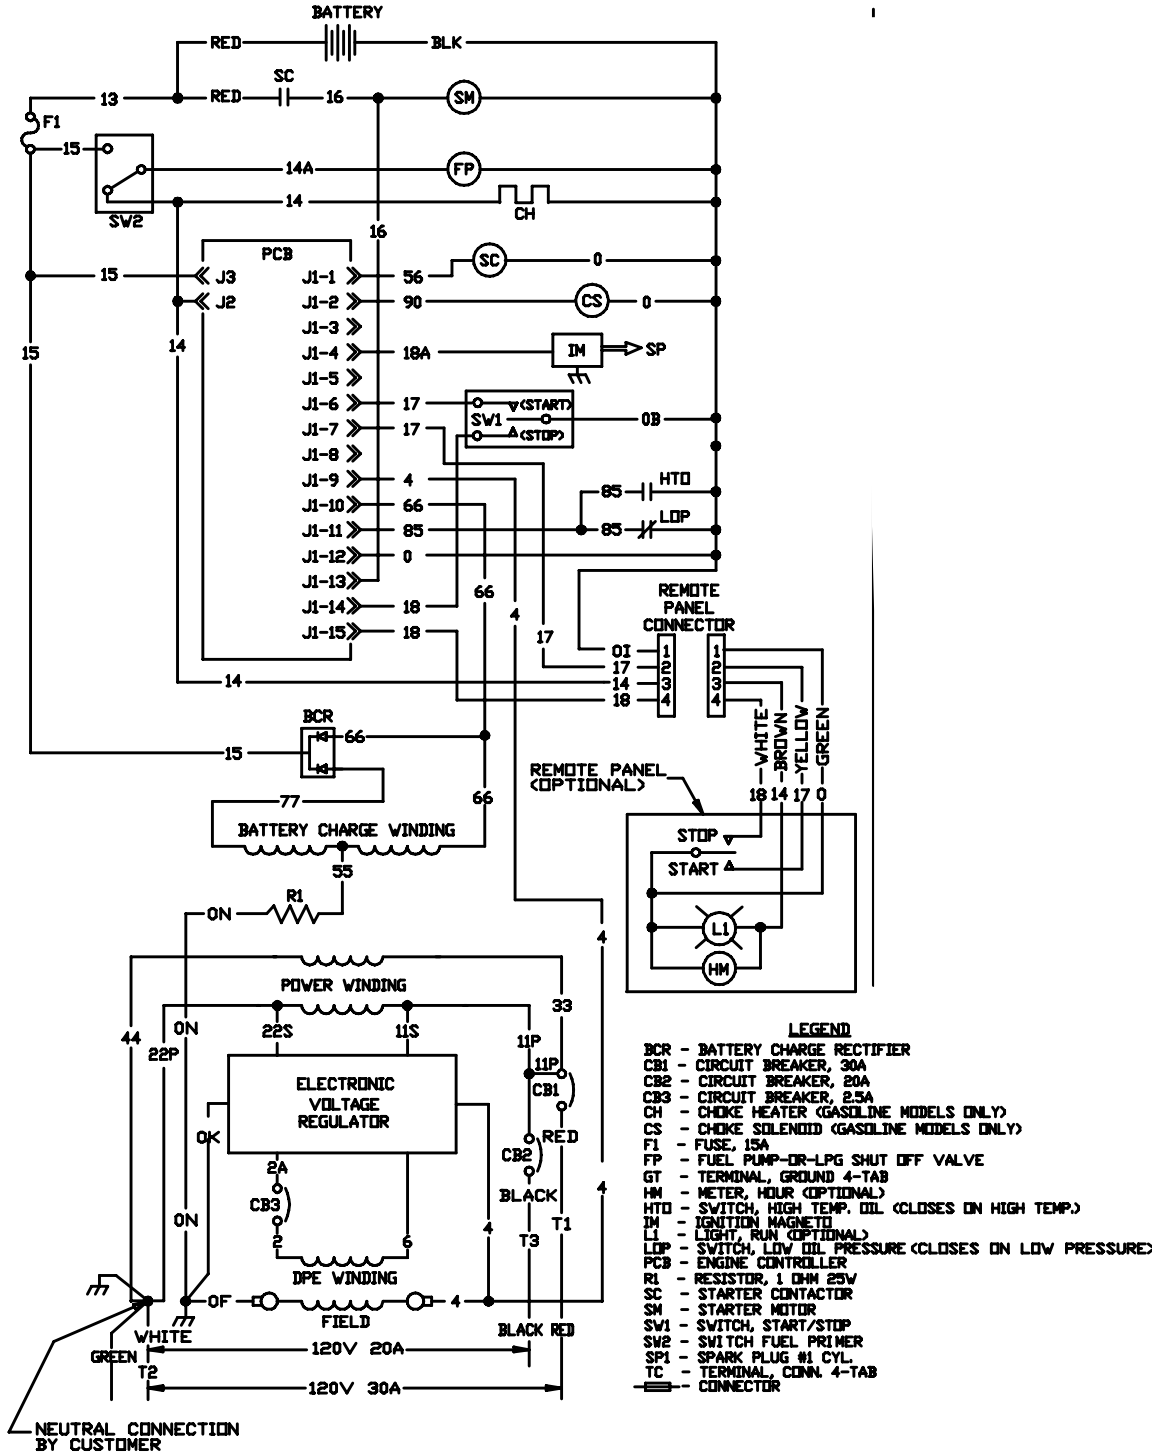 BATTERY
RED
BLK
SC
13
RED
16
SM
F1
15
14A
FP
14
CH
SW2
16
PCB
15
J3
J2
J1-1
56
SC
0
J1-2
90
CS
0
J1-3
15
14
J1-4
18A
IM
SP
J1-5
J1-6
17
SW1
(START)
(STOP)
0B
J1-7
17
J1-8
J1-9
4
85
HTO
J1-10
66
J1-11
85
85
LOP
J1-12
0
J1-13
66
4
17
J1-14
18
J1-15
18
REMOTE
PANEL
CONNECTOR
0I
1
1
17
2
2
14
14
3
3
18
4
4
WHITE
BROWN
YELLOW
GREEN
18
14
17
0
BCR
66
15
77
66
BATTERY CHARGE WINDING
55
REMOTE PANEL
(OPTIONAL)
STOP
START
L1
HM
R1
0N
4
POWER WINDING
33
44
0N
22P
22S
11S
11P
11P
CB1
ELECTRONIC
VOLTAGE
REGULATOR
0K
RED
CB2
2A
CB3
BLACK
4
0N
2
6
4
T1
T3
DPE WINDING
0F
FIELD
4
WHITE
GREEN
T2
BLACK
RED
120V 20A
120V 30A
NEUTRAL CONNECTION
BY CUSTOMER
LEGEND
BCR - BATTERY CHARGE RECTIFIER
CB1 - CIRCUIT BREAKER, 30A
CB2 - CIRCUIT BREAKER, 20A
CB3 - CIRCUIT BREAKER, 2.5A
CH - CHOKE HEATER (GASOLINE MODELS ONLY)
CS - CHOKE SOLENOID (GASOLINE MODELS ONLY)
F1 - FUSE, 15A
FP - FUEL PUMP-OR-LPG SHUT OFF VALVE
GT - TERMINAL, GROUND 4-TAB
HM - METER, HOUR (OPTIONAL)
HTO - SWITCH, HIGH TEMP. OIL (CLOSES ON HIGH TEMP.)
IM - IGNITION MAGNETO
L1 - LIGHT, RUN (OPTIONAL)
LOP - SWITCH, LOW OIL PRESSURE (CLOSES ON LOW PRESSURE)
PCB - ENGINE CONTROLLER
R1 - RESISTOR, 1 OHM 25W
SC - STARTER CONTACTOR
SM - STARTER MOTOR
SW1 - SWITCH, START/STOP
SW2 - SWITCH FUEL PRIMER
SP1 - SPARK PLUG #1 CYL.
TC - TERMINAL, CONN. 4-TAB
- CONNECTOR